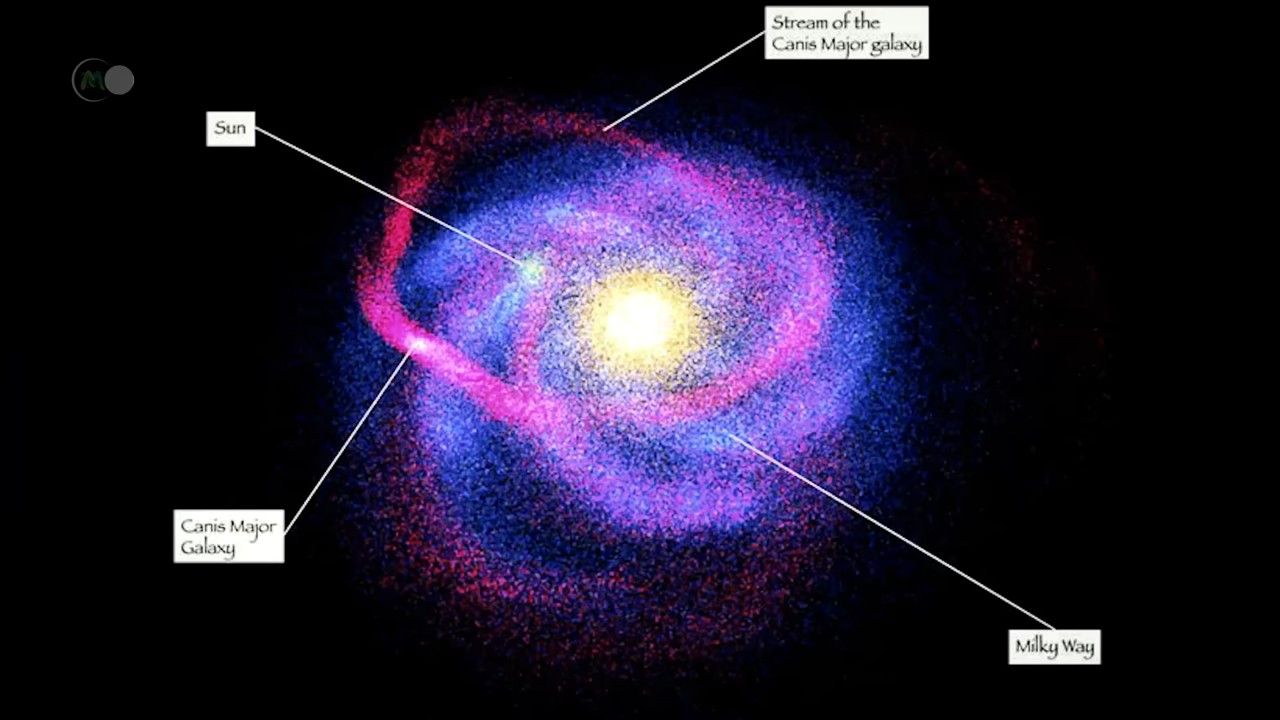 Stream of the
Canis Major galaxy
Sun
Canis Major
Galaxy
Milky Way